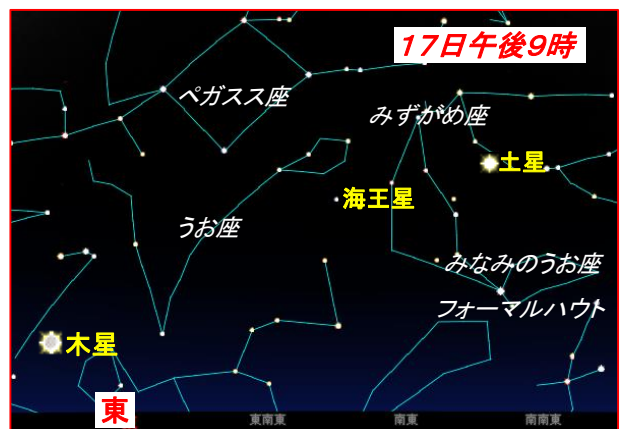 17日午後9時
ペガスス座
みずがめ座
土星
海王星
うお座
みなみのうお座
フォーマルハウト
木星
東
東南東
南東
南南東